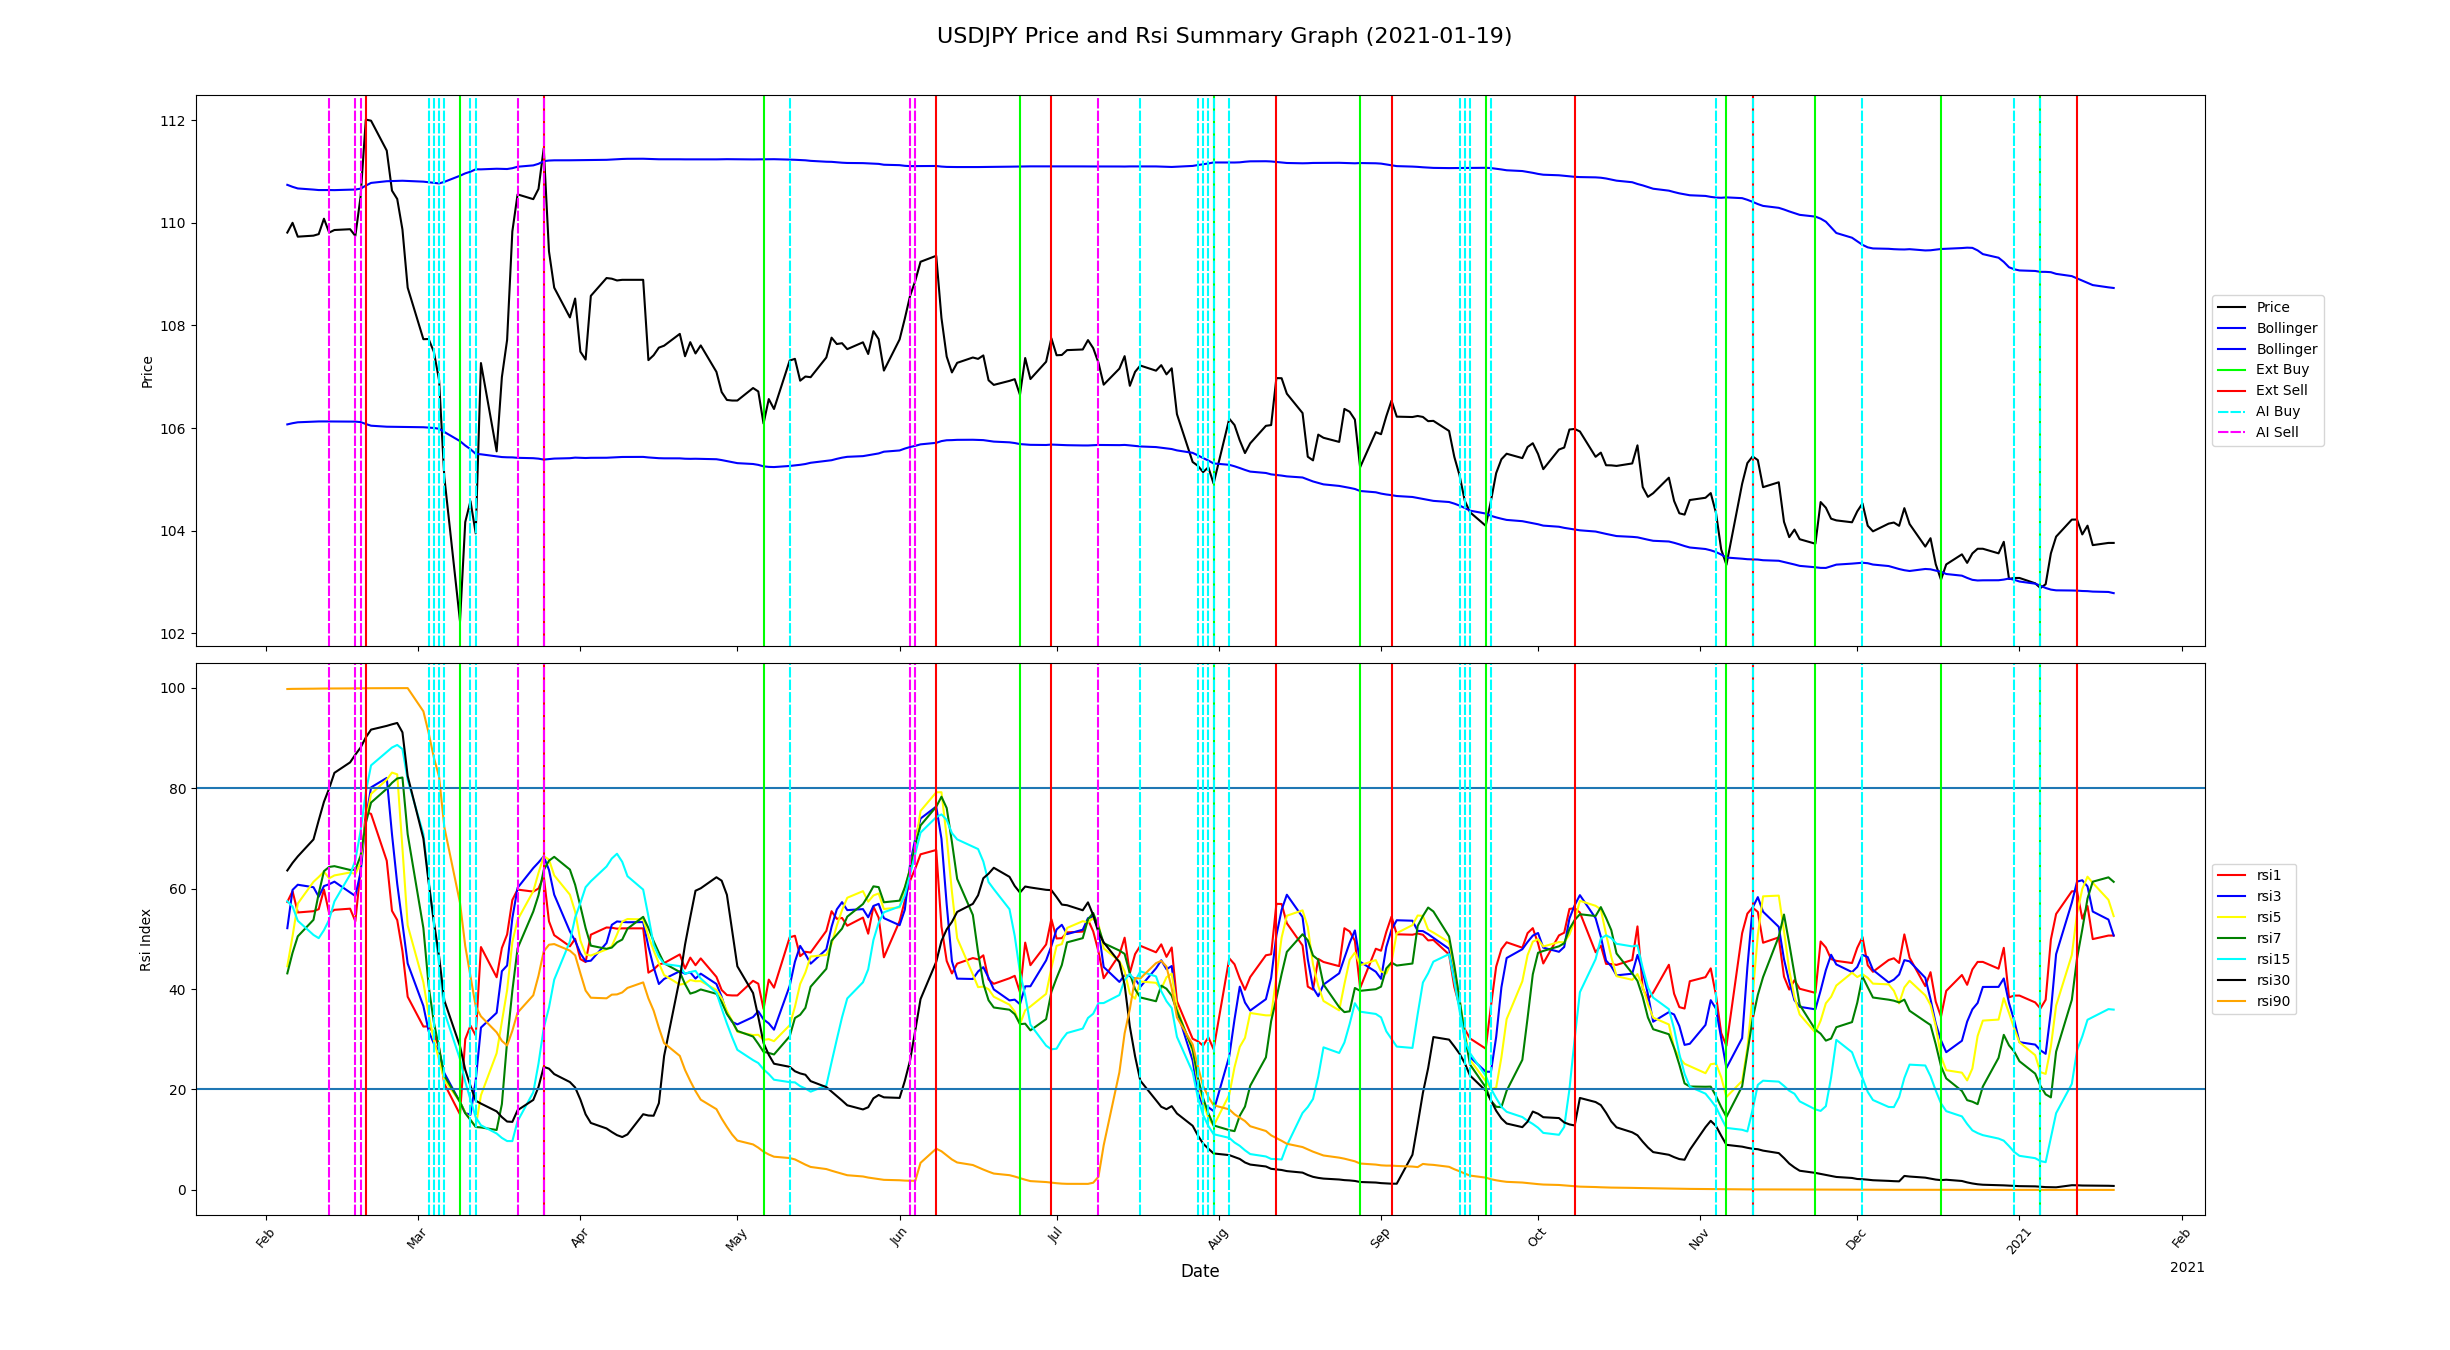 USDJPY Price and Rsi Summary Graph (2021-01-19)
112
110
108
106
104
102
Price
Price
Bollinger
Bollinger
Ext Buy
Ext Sell
AI Buy
AI Sell
100
80
60
40
20
0
Rsi Index
rsi1
rsi3
rsi5
rsi7
rsi15
rsi30
rsi90
Feb Mar Apr May Jun Jul Aug Sep Oct Nov Dec 2021 Feb
Date
2021